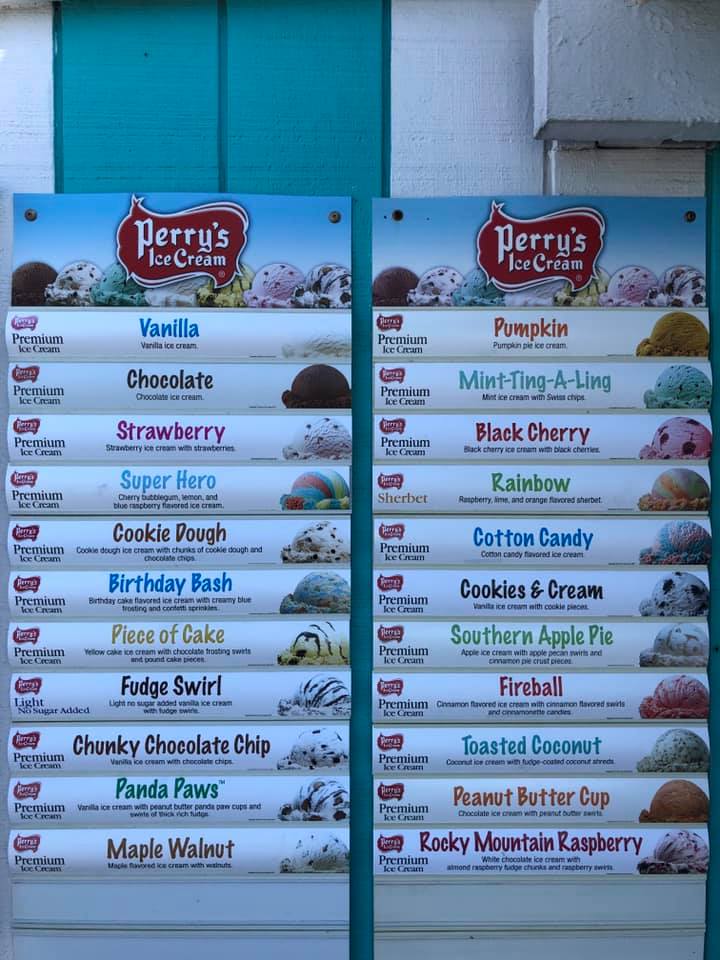 Perry's
Ice Cream
®
Premium
Ice Cream
Vanilla
Vanilla ice cream.
Premium
Ice Cream
Chocolate
Chocolate ice cream.
Premium
Ice Cream
Strawberry
Strawberry ice cream with strawberries.
Premium
Ice Cream
Super Hero
Cherry bubblegum, lemon, and
blue raspberry flavored ice cream.
Premium
Ice Cream
Cookie Dough
Cookie dough ice cream with chunks of cookie dough and
chocolate chips.
Premium
Ice Cream
Birthday Bash
Birthday cake flavored ice cream with creamy blue
frosting and confetti sprinkles.
Premium
Ice Cream
Piece of Cake
Yellow cake ice cream with chocolate frosting swirls
and pound cake pieces.
Light
No Sugar Added
Fudge Swirl
Light no sugar added vanilla ice cream
with fudge swirls.
Premium
Ice Cream
Chunky Chocolate Chip
Vanilla ice cream with chocolate chips.
Premium
Ice Cream
Panda Paws™
Vanilla ice cream with peanut butter panda paw cups and
swirls of thick rich fudge.
Premium
Ice Cream
Maple Walnut
Maple flavored ice cream with walnuts.
Perry's
Ice Cream
®
Premium
Ice Cream
Pumpkin
Pumpkin pie ice cream.
Premium
Ice Cream
Mint-Ting-A-Ling
Mint ice cream with Swiss chips.
Premium
Ice Cream
Black Cherry
Black cherry ice cream with black cherries.
Sherbet
Rainbow
Raspberry, lime, and orange flavored sherbet.
Premium
Ice Cream
Cotton Candy
Cotton candy flavored ice cream.
Premium
Ice Cream
Cookies & Cream
Vanilla ice cream with cookie pieces.
Premium
Ice Cream
Southern Apple Pie
Apple ice cream with apple pecan swirls and
cinnamon pie crust pieces.
Premium
Ice Cream
Fireball
Cinnamon flavored ice cream with cinnamon flavored swirls
and cinnamonette candies.
Premium
Ice Cream
Toasted Coconut
Coconut ice cream with fudge-coated coconut shreds.
Premium
Ice Cream
Peanut Butter Cup
Chocolate ice cream with peanut butter swirls.
Premium
Ice Cream
Rocky Mountain Raspberry
White chocolate ice cream with
almond raspberry fudge chunks and raspberry swirls.